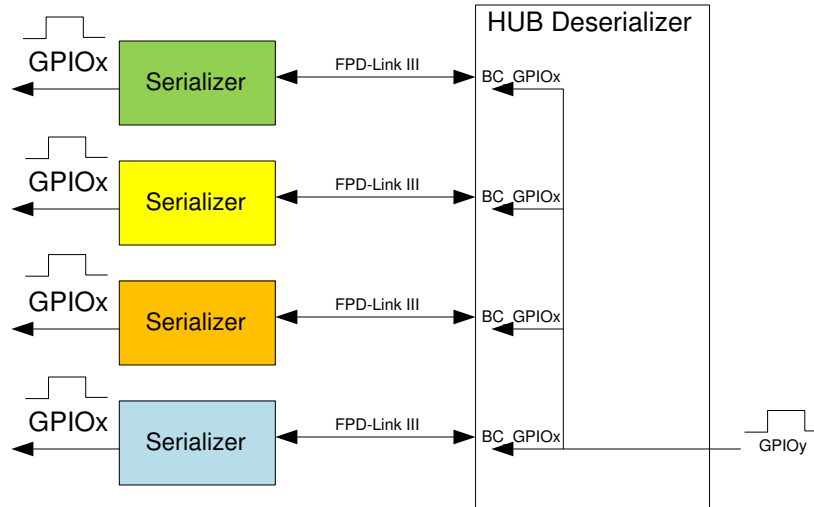 HUB Deserializer
GPIOx
Serializer
FPD-Link III
BC_GPIOx
GPIOx
Serializer
FPD-Link III
BC_GPIOx
GPIOx
Serializer
FPD-Link III
BC_GPIOx
GPIOx
Serializer
FPD-Link III
BC_GPIOx
GPIOy